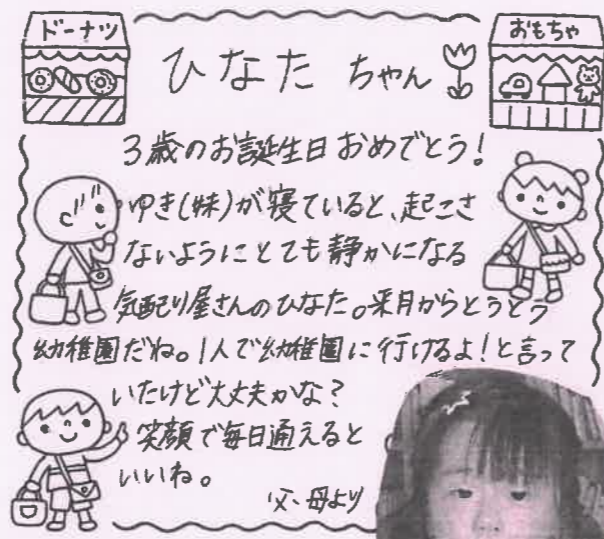 ドーナツ
おもちゃ
ひなた ちゃん
3歳のお誕生日おめでとう!
ゆき(妹)が寝ていると、起こさ
ないようにとても静かになる
気配り屋さんのひなた。来月からとうとう
幼稚園だね。1人で幼稚園に行けるよ!と言って
いたけど大丈夫かな?
笑顔で毎日通えると
いいね。
父、母より